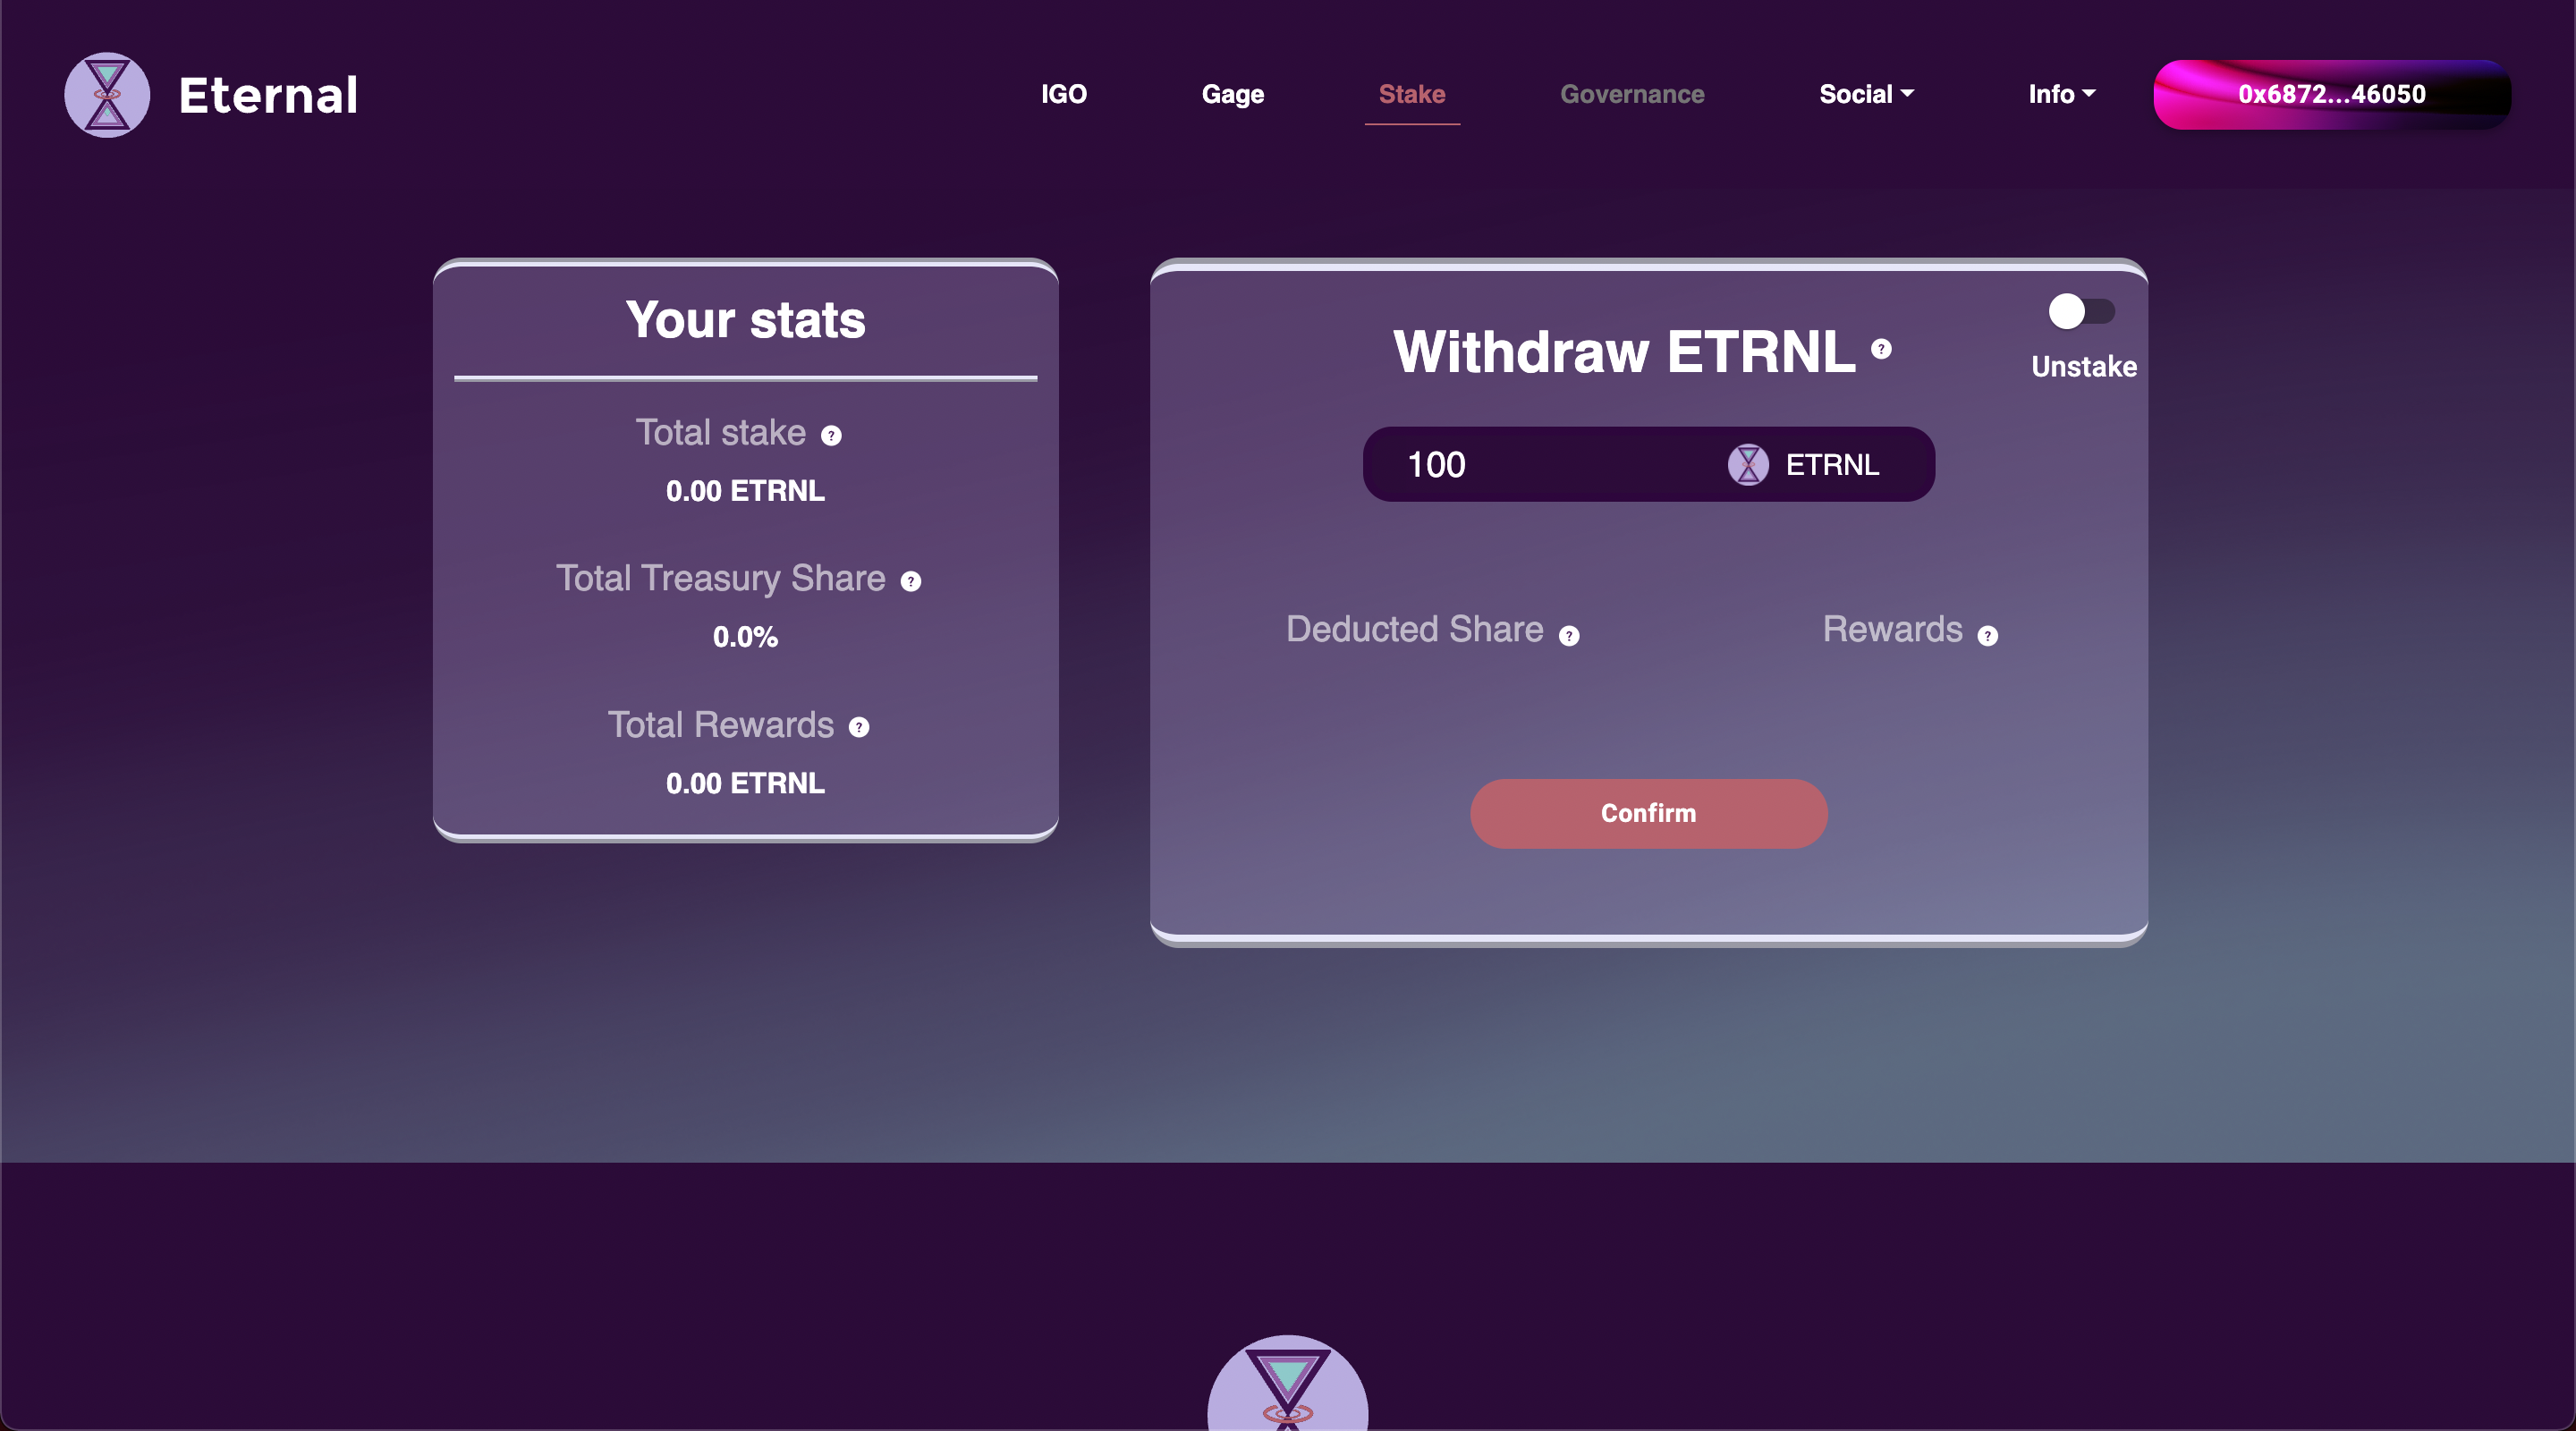 Eternal
IGO
Gage
Stake
Governance
Social
Info
0x6872...46050
Your stats
Total stake ?
0.00 ETRNL
Total Treasury Share ?
0.0%
Total Rewards ?
0.00 ETRNL
Withdraw ETRNL ?
Unstake
100 ETRNL
Deducted Share ?
Rewards ?
Confirm